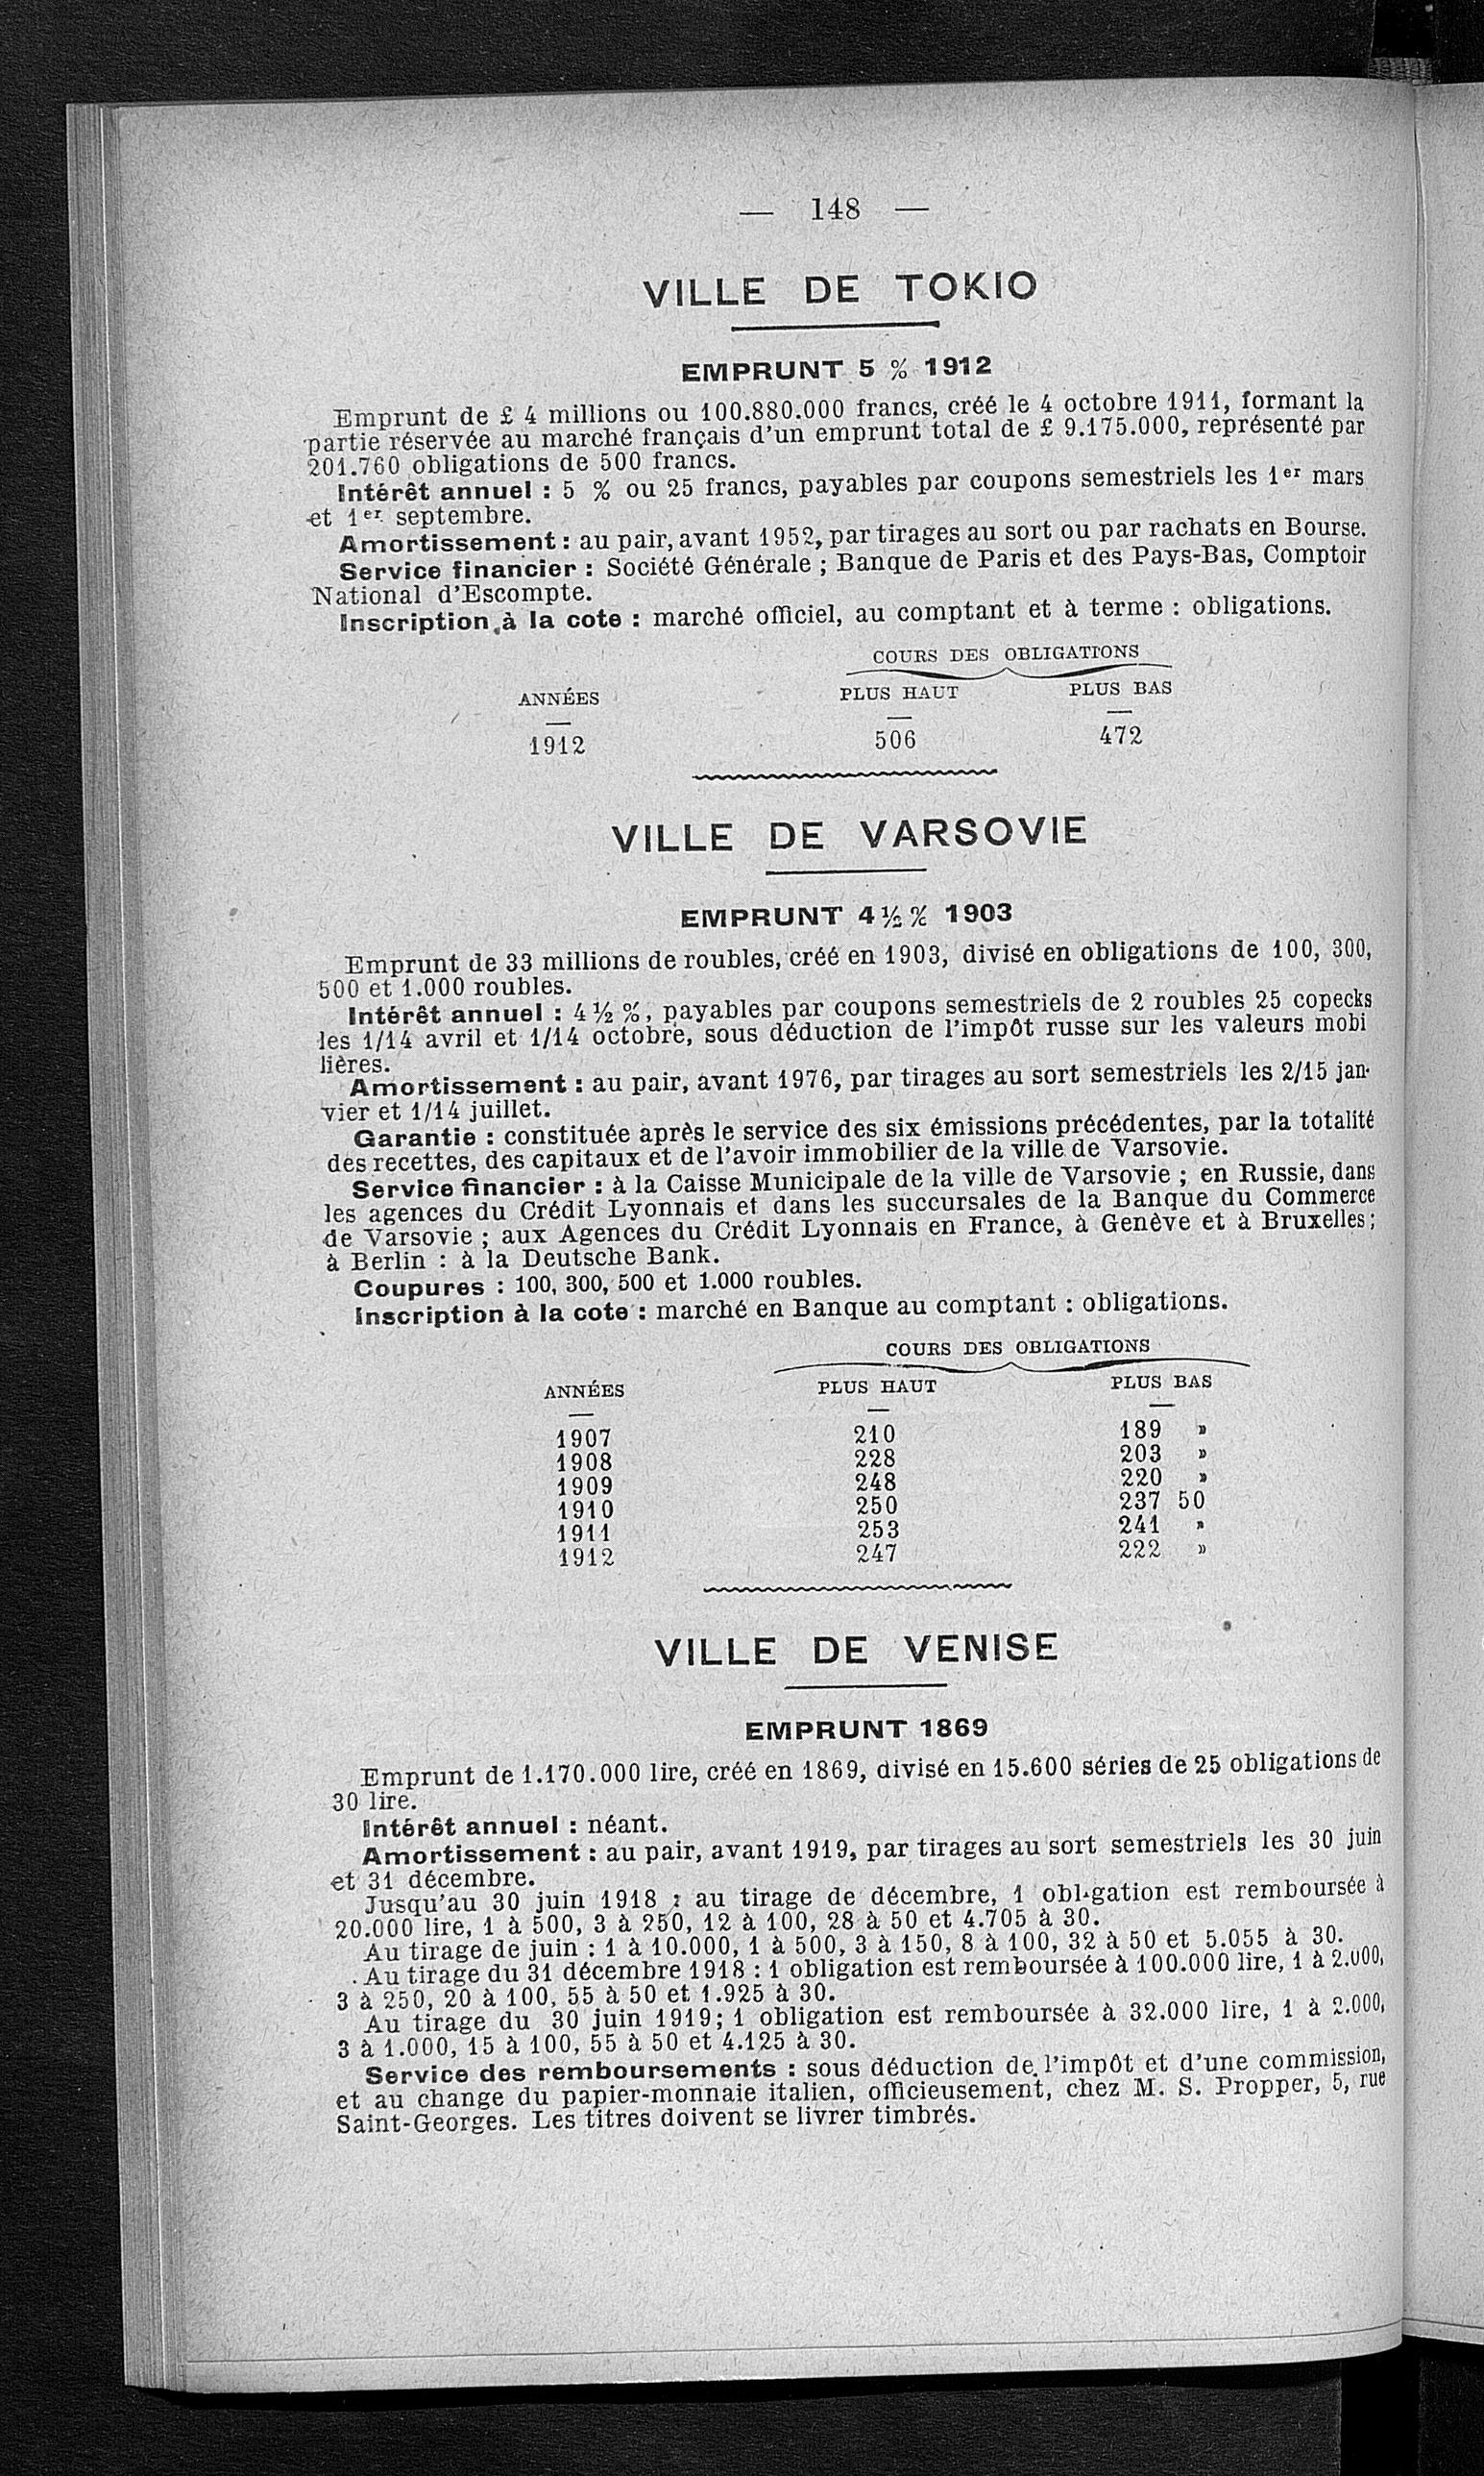 — 148 —
VILLE DE TOKIO
EMPRUNT 5 % 1912
Emprunt de £ 4 millions ou 100.880.000 francs, créé le 4 octobre 1911, formant la
partie réservée au marché français d'un emprunt total de £ 9.175.000, représenté par
201.760 obligations de 500 francs.
Intérêt annuel : 5 % ou 25 francs, payables par coupons semestriels les 1er mars
et 1er septembre.
Amortissement : au pair, avant 1952, par tirages au sort ou par rachats en Bourse.
Service financier : Société Générale ; Banque de Paris et des Pays-Bas, Comptoir
National d'Escompte.
Inscription à la cote : marché officiel, au comptant et à terme : obligations.
COURS DES OBLIGATIONS
ANNÉES PLUS HAUT PLUS BAS
1912 506 472
VILLE DE VARSOVIE
EMPRUNT 4 ½ % 1903
Emprunt de 33 millions de roubles, créé en 1903, divisé en obligations de 100, 300,
500 et 1.000 roubles.
Intérêt annuel : 4 ½ %, payables par coupons semestriels de 2 roubles 25 copecks
les 1/14 avril et 1/14 octobre, sous déduction de l'impôt russe sur les valeurs mobi
lières.
Amortissement : au pair, avant 1976, par tirages au sort semestriels les 2/15 jan-
vier et 1/14 juillet.
Garantie : constituée après le service des six émissions précédentes, par la totalité
des recettes, des capitaux et de l'avoir immobilier de la ville de Varsovie.
Service financier : à la Caisse Municipale de la ville de Varsovie ; en Russie, dans
les agences du Crédit Lyonnais et dans les succursales de la Banque du Commerce
de Varsovie ; aux Agences du Crédit Lyonnais en France, à Genève et à Bruxelles ;
à Berlin : à la Deutsche Bank.
Coupures : 100, 300, 500 et 1.000 roubles.
Inscription à la cote : marché en Banque au comptant : obligations.
COURS DES OBLIGATIONS
ANNÉES PLUS HAUT PLUS BAS
1907 210 189 »
1908 228 203 »
1909 248 220 »
1910 250 237 50
1911 253 241 »
1912 247 222 »
VILLE DE VENISE
EMPRUNT 1869
Emprunt de 1.170.000 lire, créé en 1869, divisé en 15.600 séries de 25 obligations de
30 lire.
Intérêt annuel : néant.
Amortissement : au pair, avant 1919, par tirages au sort semestriels les 30 juin
et 31 décembre.
Jusqu'au 30 juin 1918 : au tirage de décembre, 1 obligation est remboursée à
20.000 lire, 1 à 500, 3 à 250, 12 à 100, 28 à 50 et 4.705 à 30.
Au tirage de juin : 1 à 10.000, 1 à 500, 3 à 150, 8 à 100, 32 à 50 et 5.055 à 30.
Au tirage du 31 décembre 1918 : 1 obligation est remboursée à 100.000 lire, 1 à 2.000,
3 à 250, 20 à 100, 55 à 50 et 1.925 à 30.
Au tirage du 30 juin 1919 ; 1 obligation est remboursée à 32.000 lire, 1 à 2.000,
3 à 1.000, 15 à 100, 55 à 50 et 4.125 à 30.
Service des remboursements : sous déduction de l'impôt et d'une commission,
et au change du papier-monnaie italien, officieusement, chez M. S. Propper, 5, rue
Saint-Georges. Les titres doivent se livrer timbrés.